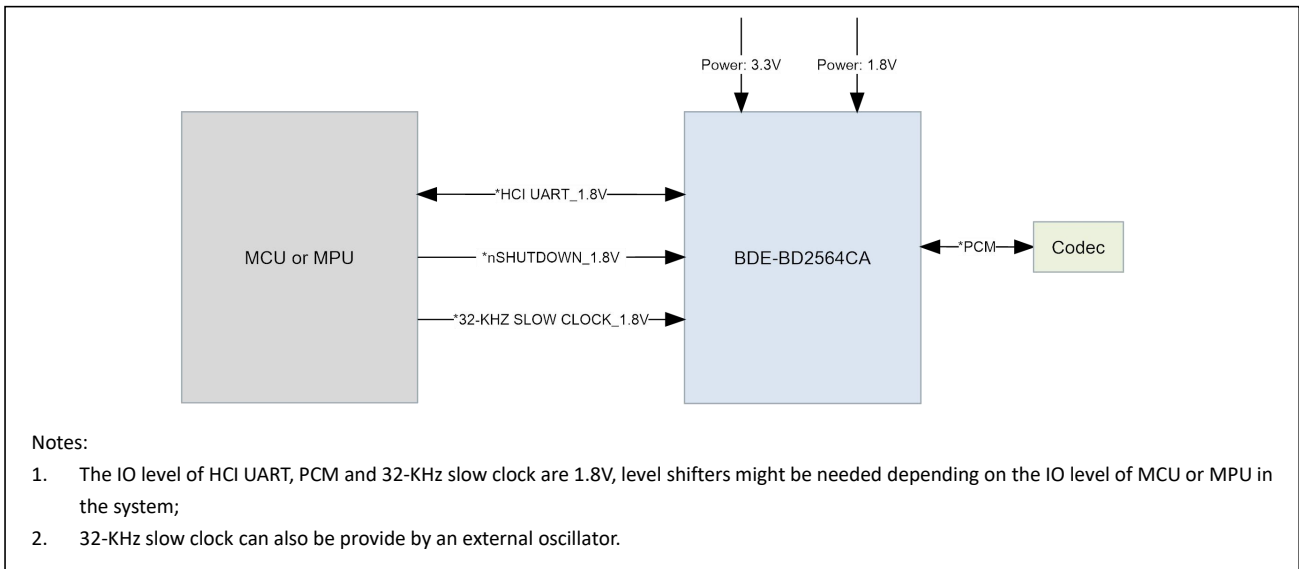 Power: 3.3V
Power: 1.8V
MCU or MPU
*HCI UART_1.8V
*nSHUTDOWN_1.8V
*32-KHZ SLOW CLOCK_1.8V
BDE-BD2564CA
*PCM
Codec
Notes:
1. The IO level of HCI UART, PCM and 32-KHz slow clock are 1.8V, level shifters might be needed depending on the IO level of MCU or MPU in
the system;
2. 32-KHz slow clock can also be provide by an external oscillator.